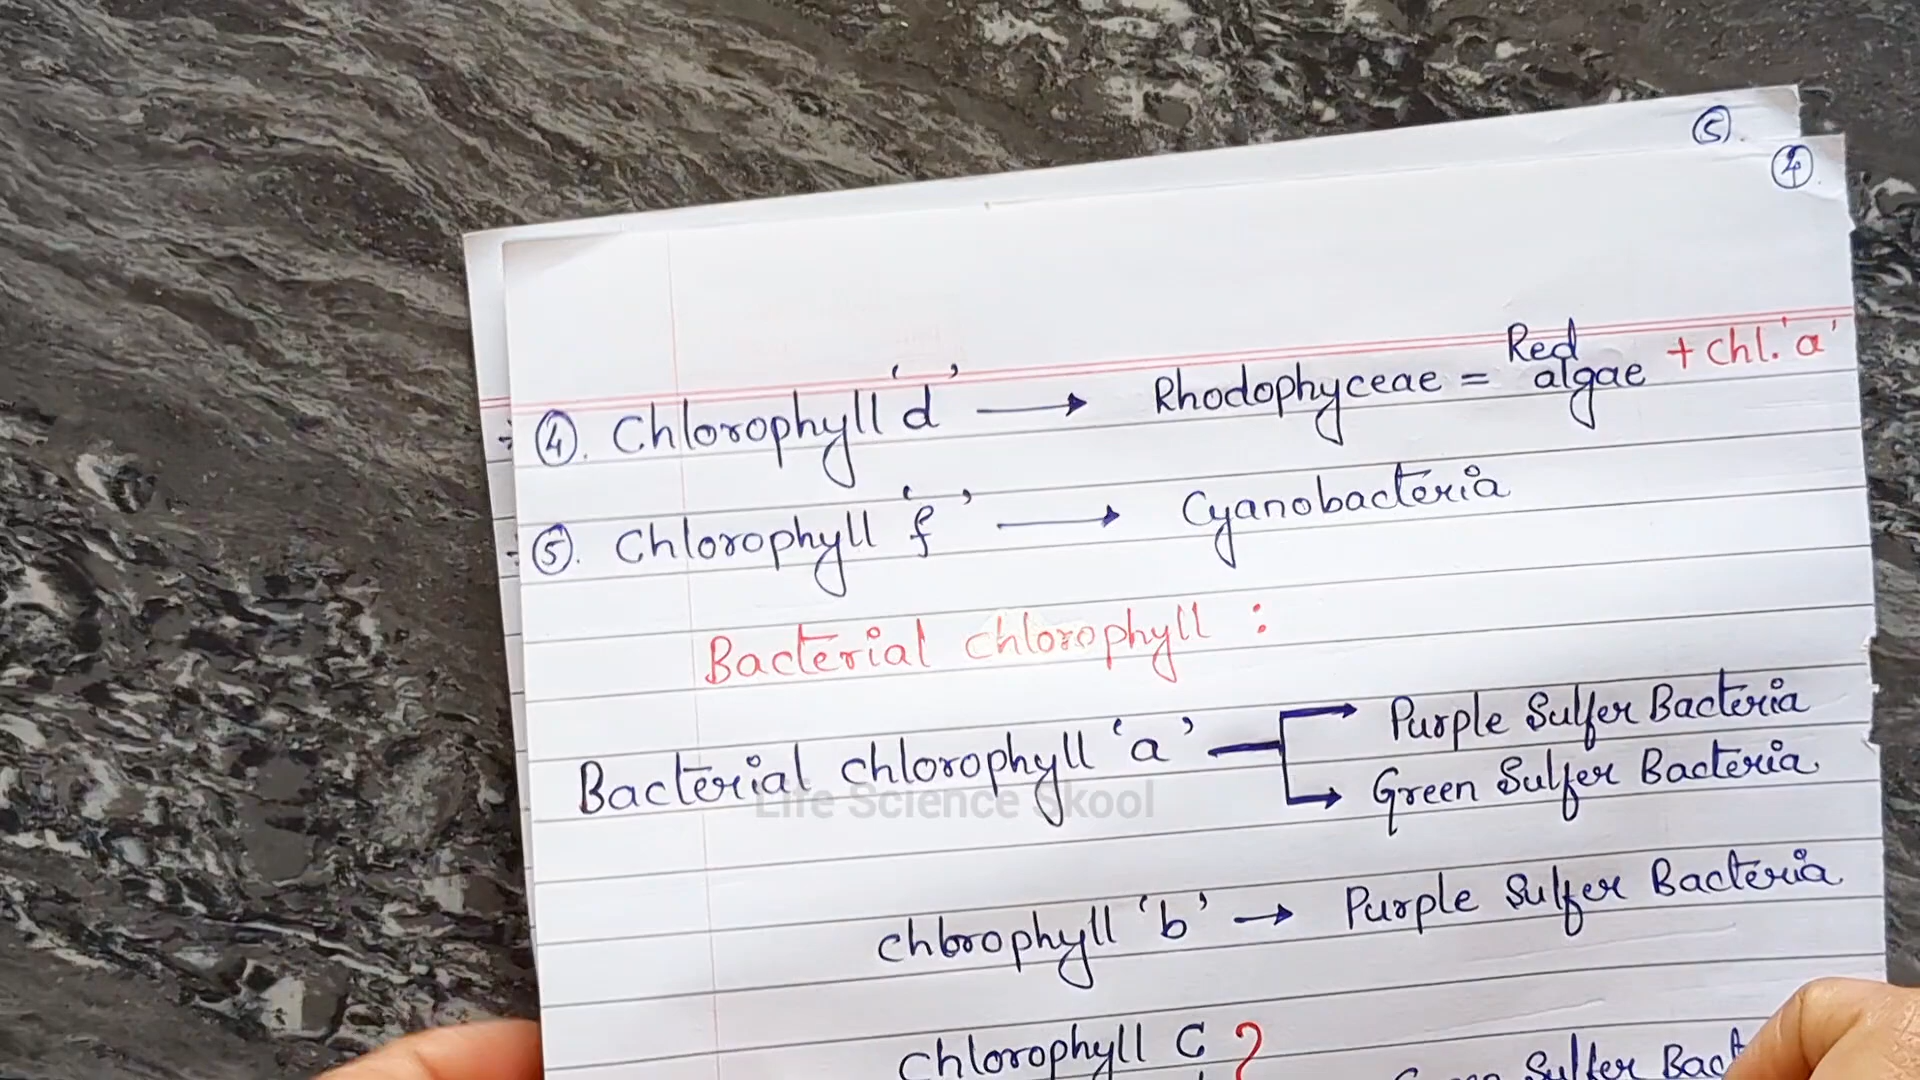 ⑤.
④.
④. Chlorophyll 'd' → Rhodophyceae = Red algae + Chl. 'a'
⑤. Chlorophyll 'f' → Cyanobacteria
Bacterial chlorophyll :
Bacterial chlorophyll 'a' → Purple Sulfer Bacteria
→ Green Sulfer Bacteria
Life Science Skool
chlorophyll 'b' → Purple Sulfer Bacteria
chlorophyll C
Sulfer